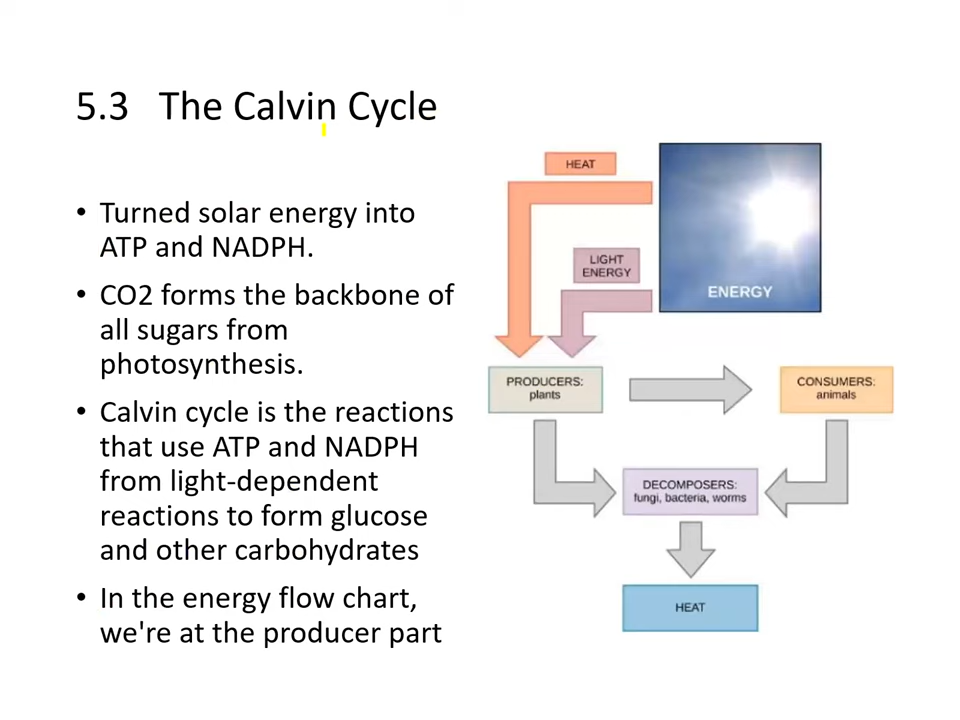 5.3 The Calvin Cycle
• Turned solar energy into
ATP and NADPH.
• CO2 forms the backbone of
all sugars from
photosynthesis.
• Calvin cycle is the reactions
that use ATP and NADPH
from light-dependent
reactions to form glucose
and other carbohydrates
• In the energy flow chart,
we're at the producer part
HEAT
LIGHT
ENERGY
ENERGY
PRODUCERS:
plants
CONSUMERS:
animals
DECOMPOSERS:
fungi, bacteria, worms
HEAT